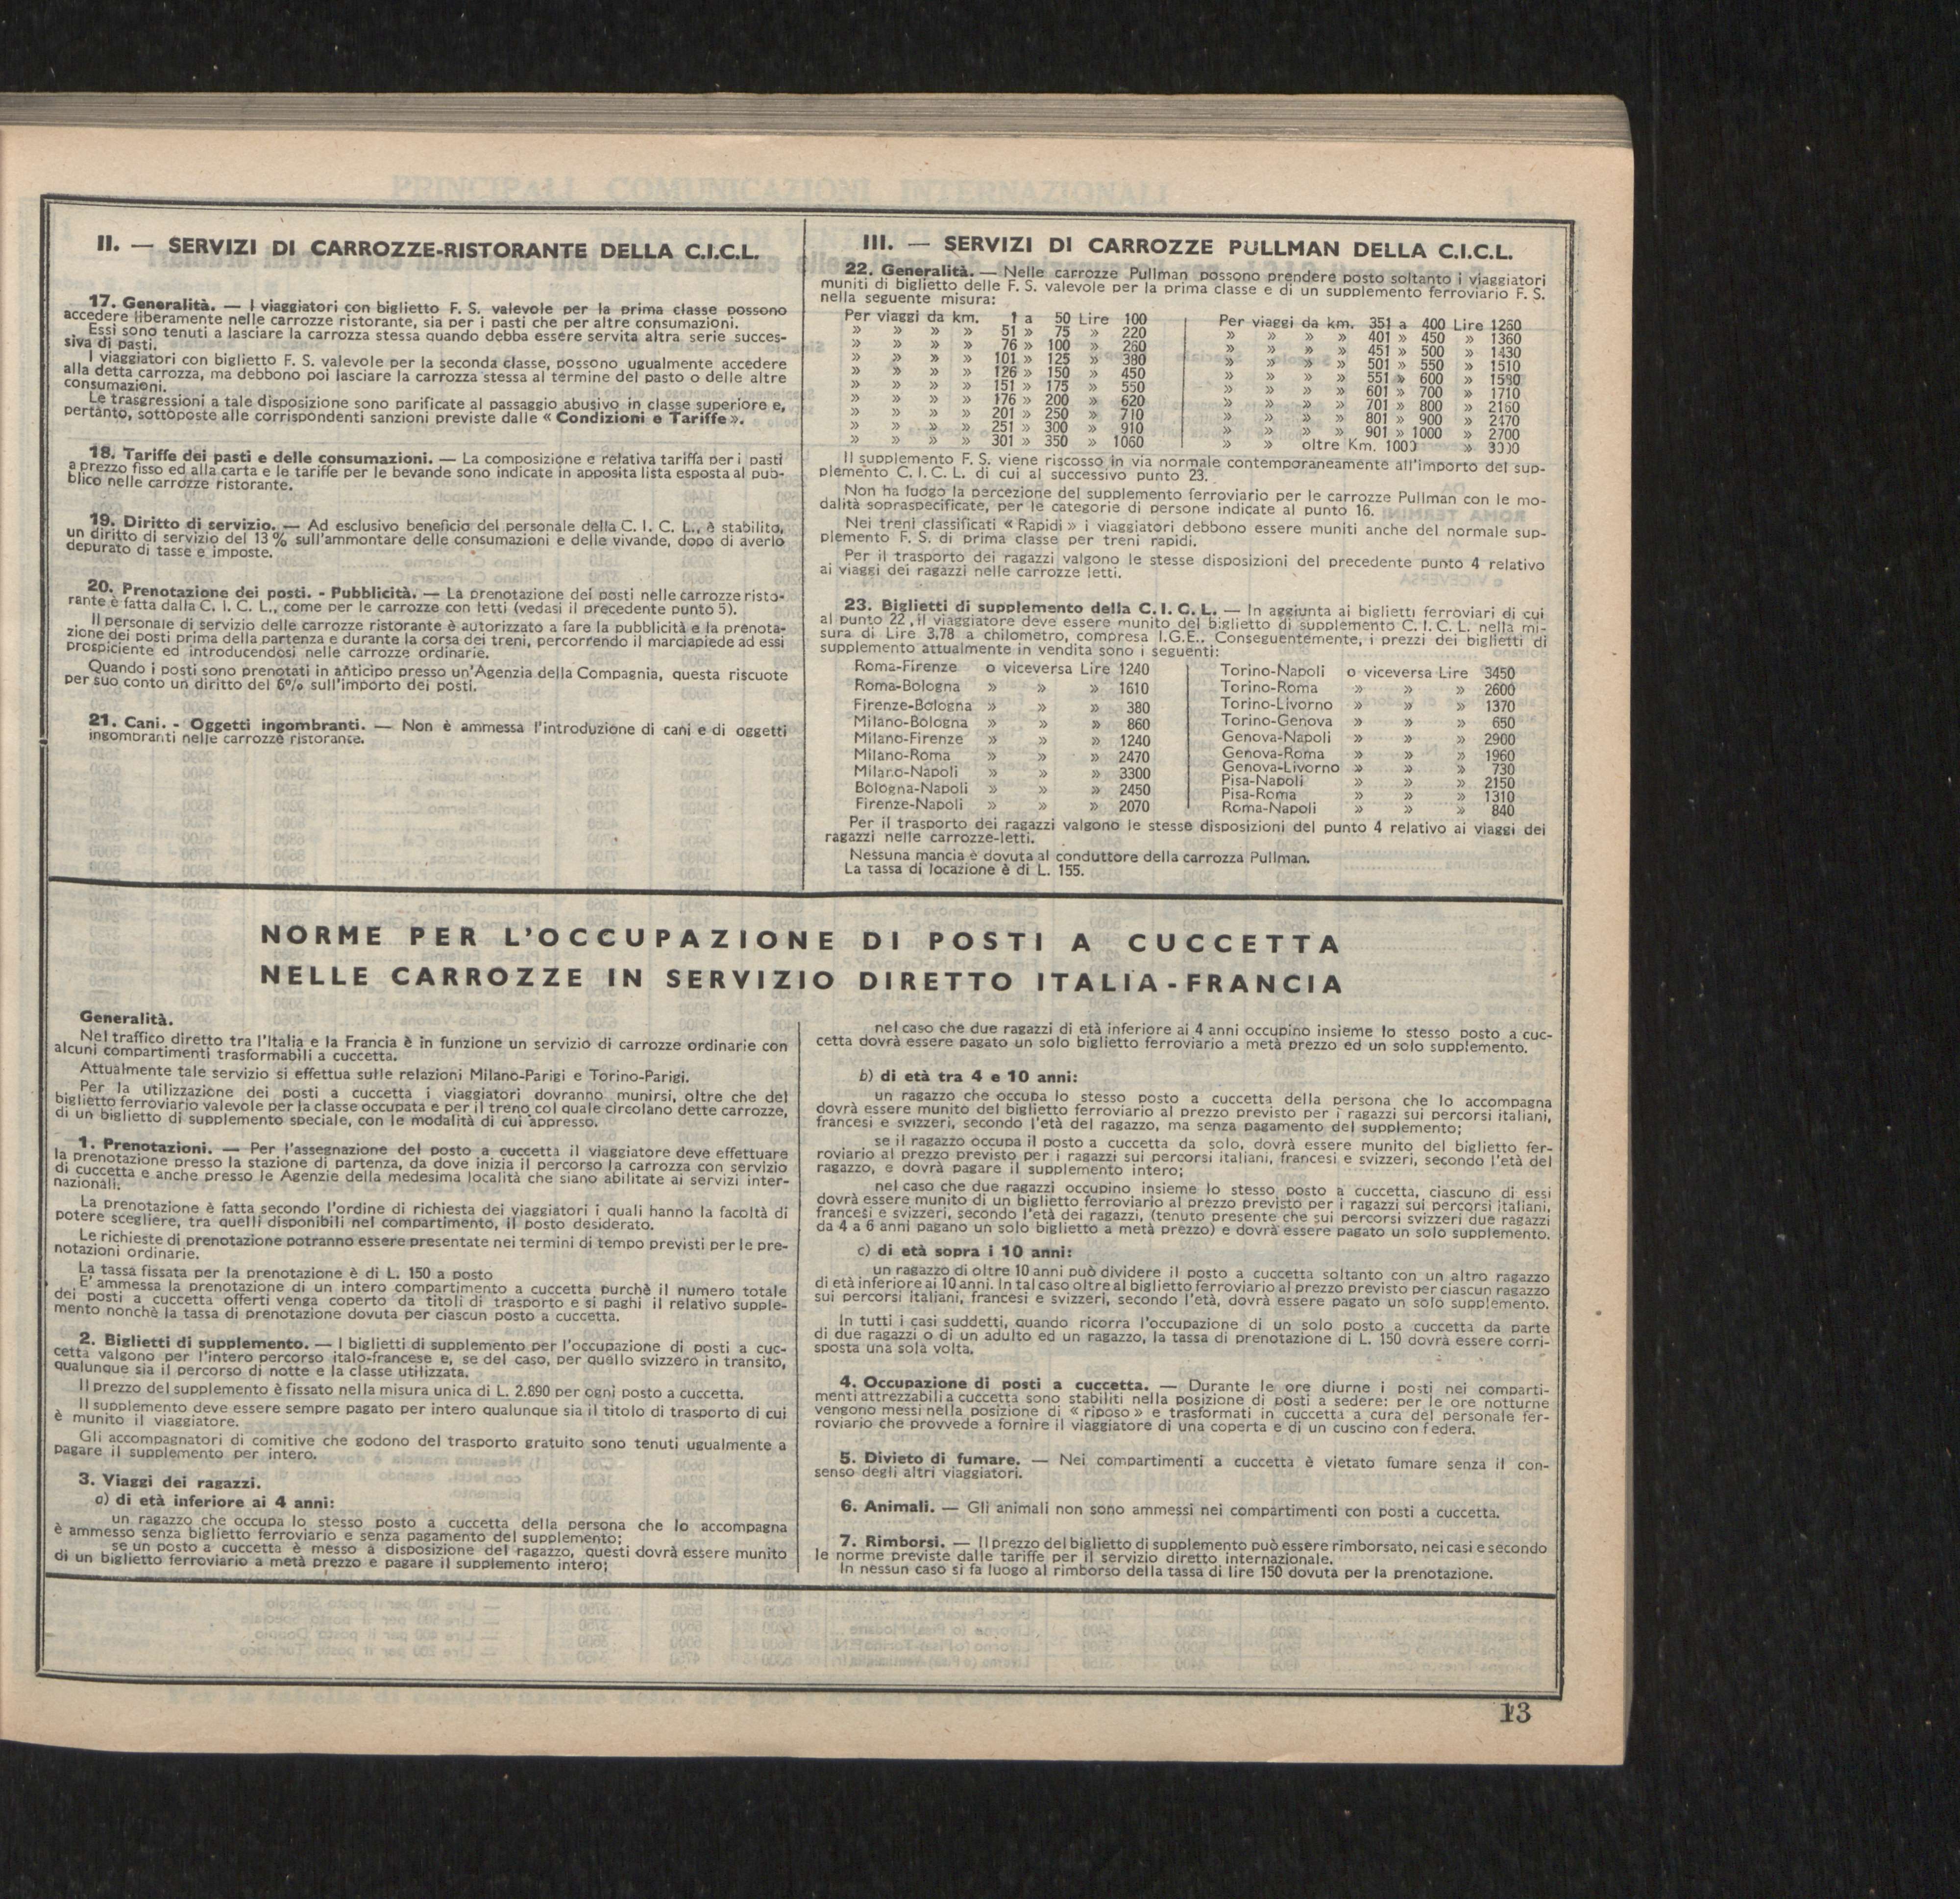 II. — SERVIZI DI CARROZZE-RISTORANTE DELLA C.I.C.L.
17. Generalità. — I viaggiatori con biglietto F. S. valevole per la prima classe possono
accedere liberamente nelle carrozze ristorante, sia per i pasti che per altre consumazioni.
Essi sono tenuti a lasciare la carrozza stessa quando debba essere servita altra serie succes-
siva di pasti.
I viaggiatori con biglietto F. S. valevole per la seconda classe, possono ugualmente accedere
alla detta carrozza, ma debbono poi lasciare la carrozza stessa al termine del pasto o delle altre
consumazioni.
Le trasgressioni a tale disposizione sono parificate al passaggio abusivo in classe superiore e,
pertanto, sottoposte alle corrispondenti sanzioni previste dalle « Condizioni e Tariffe ».
18. Tariffe dei pasti e delle consumazioni. — La composizione e relativa tariffa per i pasti
a prezzo fisso ed alla carta e le tariffe per le bevande sono indicate in apposita lista esposta al pub-
blico nelle carrozze ristorante.
19. Diritto di servizio. — Ad esclusivo beneficio del personale della C. I. C. L., è stabilito,
un diritto di servizio del 13 % sull'ammontare delle consumazioni e delle vivande, dopo di averlo
depurato di tasse e imposte.
20. Prenotazione dei posti. - Pubblicità. — La prenotazione dei posti nelle carrozze risto-
rante è fatta dalla C. I. C. L., come per le carrozze con letti (vedasi il precedente punto 5).
Il personale di servizio delle carrozze ristorante è autorizzato a fare la pubblicità e la prenota-
zione dei posti prima della partenza e durante la corsa dei treni, percorrendo il marciapiede ad essi
prospiciente ed introducendosi nelle carrozze ordinarie.
Quando i posti sono prenotati in anticipo presso un'Agenzia della Compagnia, questa riscuote
per suo conto un diritto del 6% sull'importo dei posti.
21. Cani. - Oggetti ingombranti. — Non è ammessa l'introduzione di cani e di oggetti
ingombranti nelle carrozze ristorante.
III. — SERVIZI DI CARROZZE PULLMAN DELLA C.I.C.L.
22. Generalità. — Nelle carrozze Pullman possono prendere posto soltanto i viaggiatori
muniti di biglietto delle F. S. valevole per la prima classe e di un supplemento ferroviario F. S.
nella seguente misura:
Per viaggi da km. 1 a 50 Lire 100
» » » » 51 » 75 » 220
» » » » 76 » 100 » 260
» » » » 101 » 125 » 380
» » » » 126 » 150 » 450
» » » » 151 » 175 » 550
» » » » 176 » 200 » 620
» » » » 201 » 250 » 710
» » » » 251 » 300 » 910
» » » » 301 » 350 » 1060
Per viaggi da km. 351 a 400 Lire 1260
» » » » 401 » 450 » 1360
» » » » 451 » 500 » 1430
» » » » 501 » 550 » 1510
» » » » 551 » 600 » 1590
» » » » 601 » 700 » 1710
» » » » 701 » 800 » 2160
» » » » 801 » 900 » 2470
» » » » 901 » 1000 » 2700
» » oltre Km. 1000 » 3000
Il supplemento F. S. viene riscosso in via normale contemporaneamente all'importo del sup-
plemento C. I. C. L. di cui al successivo punto 23.
Non ha luogo la percezione del supplemento ferroviario per le carrozze Pullman con le mo-
dalità sopraspecificate, per le categorie di persone indicate al punto 16.
Nei treni classificati « Rapidi » i viaggiatori debbono essere muniti anche del normale sup-
plemento F. S. di prima classe per treni rapidi.
Per il trasporto dei ragazzi valgono le stesse disposizioni del precedente punto 4 relativo
ai viaggi dei ragazzi nelle carrozze letti.
23. Biglietti di supplemento della C. I. C. L. — In aggiunta ai biglietti ferroviari di cui
al punto 22, il viaggiatore deve essere munito del biglietto di supplemento C. I. C. L. nella mi-
sura di Lire 3,78 a chilometro, compresa I.G.E.. Conseguentemente, i prezzi dei biglietti di
supplemento attualmente in vendita sono i seguenti:
Roma-Firenze o viceversa Lire 1240
Roma-Bologna » » » 1610
Firenze-Bologna » » » 380
Milano-Bologna » » » 860
Milano-Firenze » » » 1240
Milano-Roma » » » 2470
Milano-Napoli » » » 3300
Bologna-Napoli » » » 2450
Firenze-Napoli » » » 2070
Torino-Napoli o viceversa Lire 3450
Torino-Roma » » » 2600
Torino-Livorno » » » 1370
Torino-Genova » » » 650
Genova-Napoli » » » 2900
Genova-Roma » » » 1960
Genova-Livorno » » » 730
Pisa-Napoli » » » 2150
Pisa-Roma » » » 1310
Roma-Napoli » » » 840
Per il trasporto dei ragazzi valgono le stesse disposizioni del punto 4 relativo ai viaggi dei
ragazzi nelle carrozze-letti.
Nessuna mancia è dovuta al conduttore della carrozza Pullman.
La tassa di locazione è di L. 155.
NORME PER L'OCCUPAZIONE DI POSTI A CUCCETTA
NELLE CARROZZE IN SERVIZIO DIRETTO ITALIA-FRANCIA
Generalità.
Nel traffico diretto tra l'Italia e la Francia è in funzione un servizio di carrozze ordinarie con
alcuni compartimenti trasformabili a cuccetta.
Attualmente tale servizio si effettua sulle relazioni Milano-Parigi e Torino-Parigi.
Per la utilizzazione dei posti a cuccetta i viaggiatori dovranno munirsi, oltre che del
biglietto ferroviario valevole per la classe occupata e per il treno col quale circolano dette carrozze,
di un biglietto di supplemento speciale, con le modalità di cui appresso.
1. Prenotazioni. — Per l'assegnazione del posto a cuccetta il viaggiatore deve effettuare
la prenotazione presso la stazione di partenza, da dove inizia il percorso la carrozza con servizio
di cuccetta e anche presso le Agenzie della medesima località che siano abilitate ai servizi inter-
nazionali.
La prenotazione è fatta secondo l'ordine di richiesta dei viaggiatori i quali hanno la facoltà di
potere scegliere, tra quelli disponibili nel compartimento, il posto desiderato.
Le richieste di prenotazione potranno essere presentate nei termini di tempo previsti per le pre-
notazioni ordinarie.
La tassa fissata per la prenotazione è di L. 150 a posto
E' ammessa la prenotazione di un intero compartimento a cuccetta purchè il numero totale
dei posti a cuccetta offerti venga coperto da titoli di trasporto e si paghi il relativo supple-
mento nonchè la tassa di prenotazione dovuta per ciascun posto a cuccetta.
2. Biglietti di supplemento. — I biglietti di supplemento per l'occupazione di posti a cuc-
cetta valgono per l'intero percorso italo-francese e, se del caso, per quello svizzero in transito,
qualunque sia il percorso di notte e la classe utilizzata.
Il prezzo del supplemento è fissato nella misura unica di L. 2.890 per ogni posto a cuccetta.
Il supplemento deve essere sempre pagato per intero qualunque sia il titolo di trasporto di cui
è munito il viaggiatore.
Gli accompagnatori di comitive che godono del trasporto gratuito sono tenuti ugualmente a
pagare il supplemento per intero.
3. Viaggi dei ragazzi.
a) di età inferiore ai 4 anni:
un ragazzo che occupa lo stesso posto a cuccetta della persona che lo accompagna
è ammesso senza biglietto ferroviario e senza pagamento del supplemento;
se un posto a cuccetta è messo a disposizione del ragazzo, questi dovrà essere munito
di un biglietto ferroviario a metà prezzo e pagare il supplemento intero;
nel caso che due ragazzi di età inferiore ai 4 anni occupino insieme lo stesso posto a cuc-
cetta dovrà essere pagato un solo biglietto ferroviario a metà prezzo ed un solo supplemento.
b) di età tra 4 e 10 anni:
un ragazzo che occupa lo stesso posto a cuccetta della persona che lo accompagna
dovrà essere munito del biglietto ferroviario al prezzo previsto per i ragazzi sui percorsi italiani,
francesi e svizzeri, secondo l'età del ragazzo, ma senza pagamento del supplemento;
se il ragazzo occupa il posto a cuccetta da solo, dovrà essere munito del biglietto fer-
roviario al prezzo previsto per i ragazzi sui percorsi italiani, francesi e svizzeri, secondo l'età del
ragazzo, e dovrà pagare il supplemento intero;
nel caso che due ragazzi occupino insieme lo stesso posto a cuccetta, ciascuno di essi
dovrà essere munito di un biglietto ferroviario al prezzo previsto per i ragazzi sui percorsi italiani,
francesi e svizzeri, secondo l'età dei ragazzi, (tenuto presente che sui percorsi svizzeri due ragazzi
da 4 a 6 anni pagano un solo biglietto a metà prezzo) e dovrà essere pagato un solo supplemento.
c) di età sopra i 10 anni:
un ragazzo di oltre 10 anni può dividere il posto a cuccetta soltanto con un altro ragazzo
di età inferiore ai 10 anni. In tal caso oltre al biglietto ferroviario al prezzo previsto per ciascun ragazzo
sui percorsi italiani, francesi e svizzeri, secondo l'età, dovrà essere pagato un solo supplemento.
In tutti i casi suddetti, quando ricorra l'occupazione di un solo posto a cuccetta da parte
di due ragazzi o di un adulto ed un ragazzo, la tassa di prenotazione di L. 150 dovrà essere corri-
sposta una sola volta.
4. Occupazione di posti a cuccetta. — Durante le ore diurne i posti nei comparti-
menti attrezzabili a cuccetta sono stabiliti nella posizione di posti a sedere: per le ore notturne
vengono messi nella posizione di « riposo » e trasformati in cuccetta a cura del personale fer-
roviario che provvede a fornire il viaggiatore di una coperta e di un cuscino con federa.
5. Divieto di fumare. — Nei compartimenti a cuccetta è vietato fumare senza il con-
senso degli altri viaggiatori.
6. Animali. — Gli animali non sono ammessi nei compartimenti con posti a cuccetta.
7. Rimborsi. — Il prezzo del biglietto di supplemento può essere rimborsato, nei casi e secondo
le norme previste dalle tariffe per il servizio diretto internazionale.
In nessun caso si fa luogo al rimborso della tassa di lire 150 dovuta per la prenotazione.
13